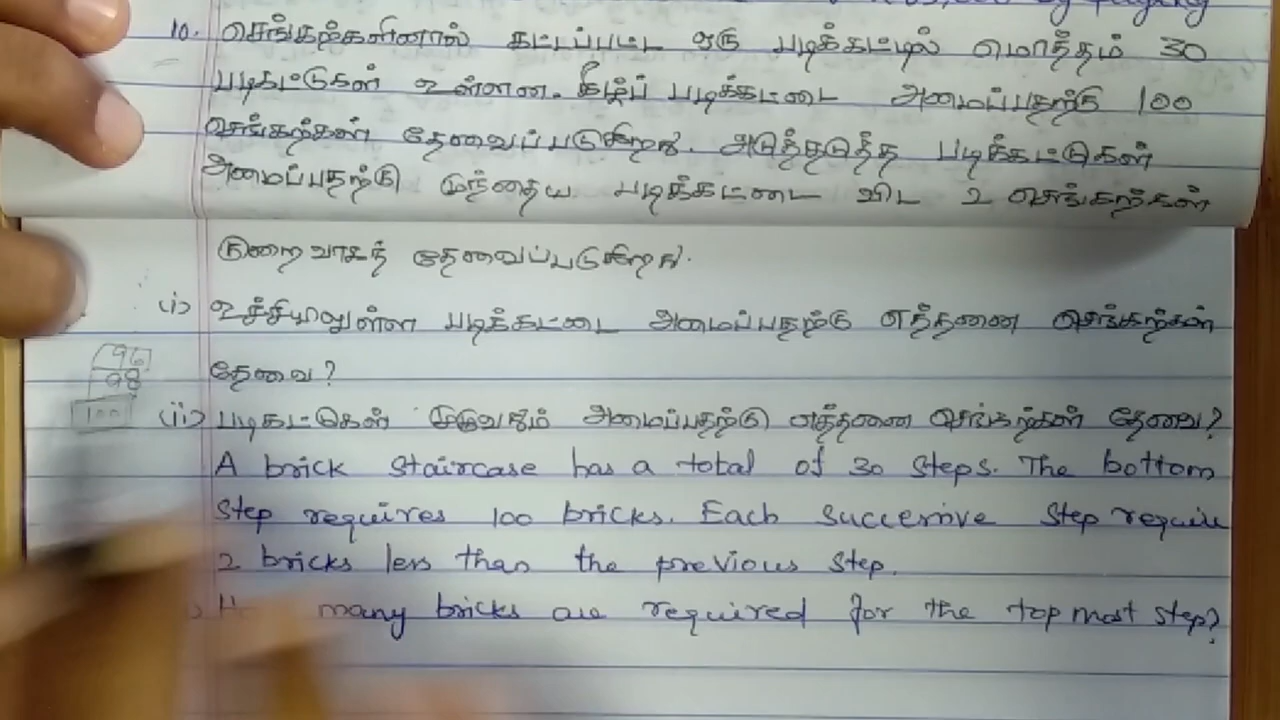 10. செங்கற்களினால் கட்டப்பட்ட ஒரு படிக்கட்டில் மொத்தம் 30
படிகட்டுகள் உள்ளன. கீழ்ப் படிக்கட்டை அமைப்பதற்கு 100
செங்கற்கள் தேவைப்படுகிறது. அடுத்தடுத்த படிக்கட்டுகள்
அமைப்பதற்கு முந்தைய படிக்கட்டை விட 2 செங்கற்கள்
குறைவாகத் தேவைப்படுகிறது.
(i) உச்சியிலுள்ள படிக்கட்டை அமைப்பதற்கு எத்தனை செங்கற்கள்
தேவை?
96
98
100
(ii) படிகட்டுகள் முழுவதும் அமைப்பதற்கு எத்தனை செங்கற்கள் தேவை?
A brick staircase has a total of 30 steps. The bottom
step requires 100 bricks. Each successive step require
2 bricks less than the previous step.
many bricks are required for the top most step?